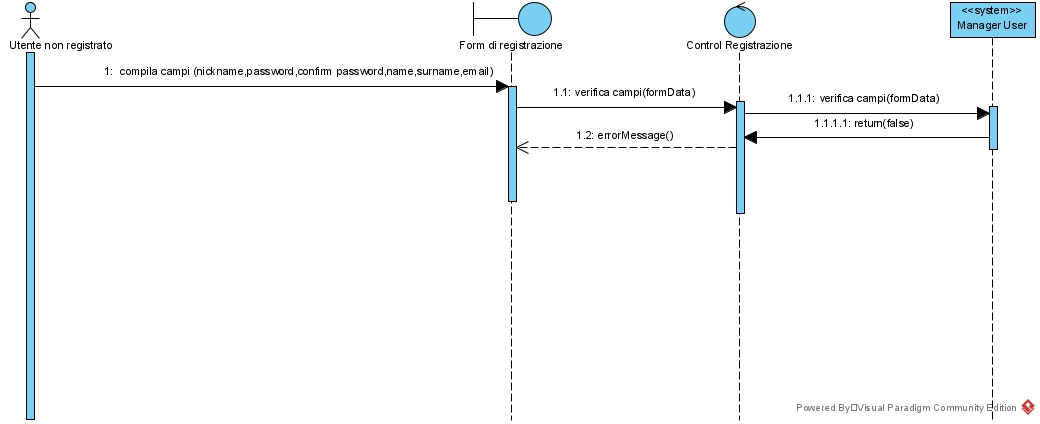 <<system>>
Manager User
Utente non registrato
Form di registrazione
Control Registrazione
1: compila campi (nickname,password,confirm password,name,surname,email)
1.1: verifica campi(formData)
1.1.1: verifica campi(formData)
1.1.1.1: return(false)
1.2: errorMessage()
Powered By Visual Paradigm Community Edition